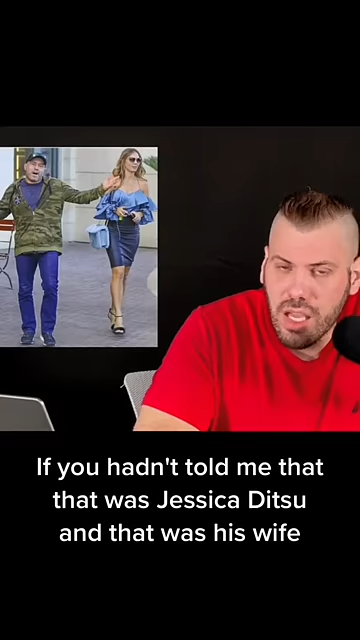 If you hadn't told me that
that was Jessica Ditsu
and that was his wife